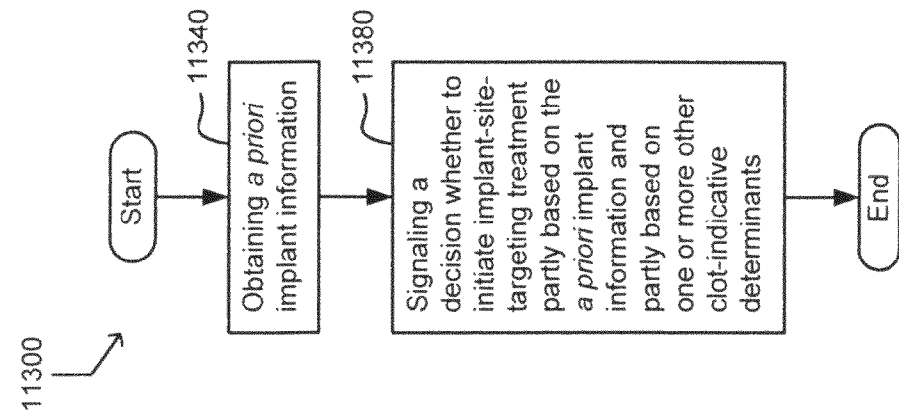 11300
Start
11340
Obtaining a priori
implant information
11380
Signaling a
decision whether to
initiate implant-site-
targeting treatment
partly based on the
a priori implant
information and
partly based on
one or more other
clot-indicative
determinants
End